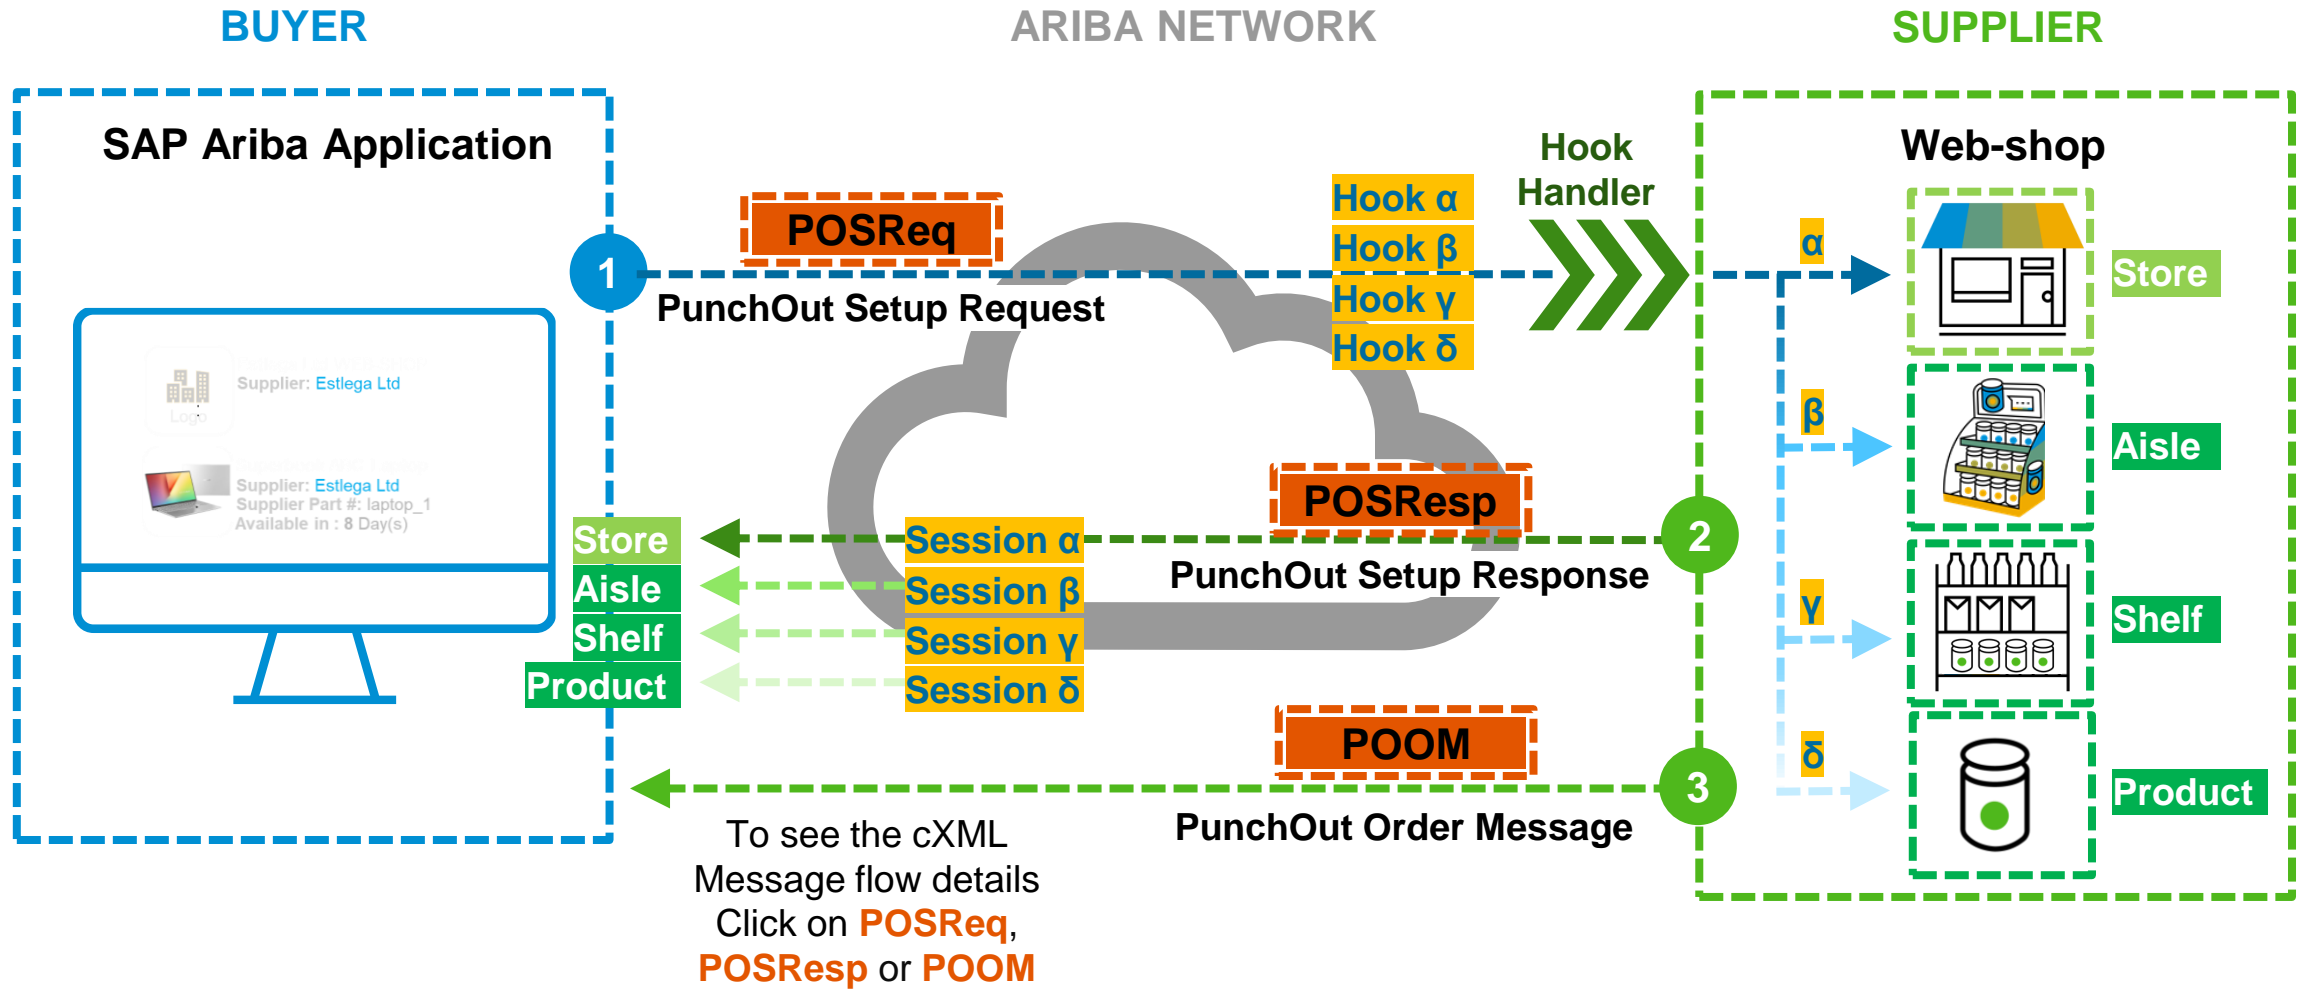 BUYER
ARIBA NETWORK
SUPPLIER
SAP Ariba Application
Web-shop
Hook
Handler
POSReq
Hook α
Hook β
Hook γ
Hook δ
1
PunchOut Setup Request
α
Store
β
Aisle
γ
Shelf
δ
Product
Logo
Supplier: Estlega Ltd
Supplier: Estlega Ltd
Supplier Part #: laptop_1
Available in : 8 Day(s)
POSResp
2
PunchOut Setup Response
Store
Aisle
Shelf
Product
Session α
Session β
Session γ
Session δ
POOM
3
PunchOut Order Message
To see the cXML
Message flow details
Click on POSReq,
POSResp or POOM